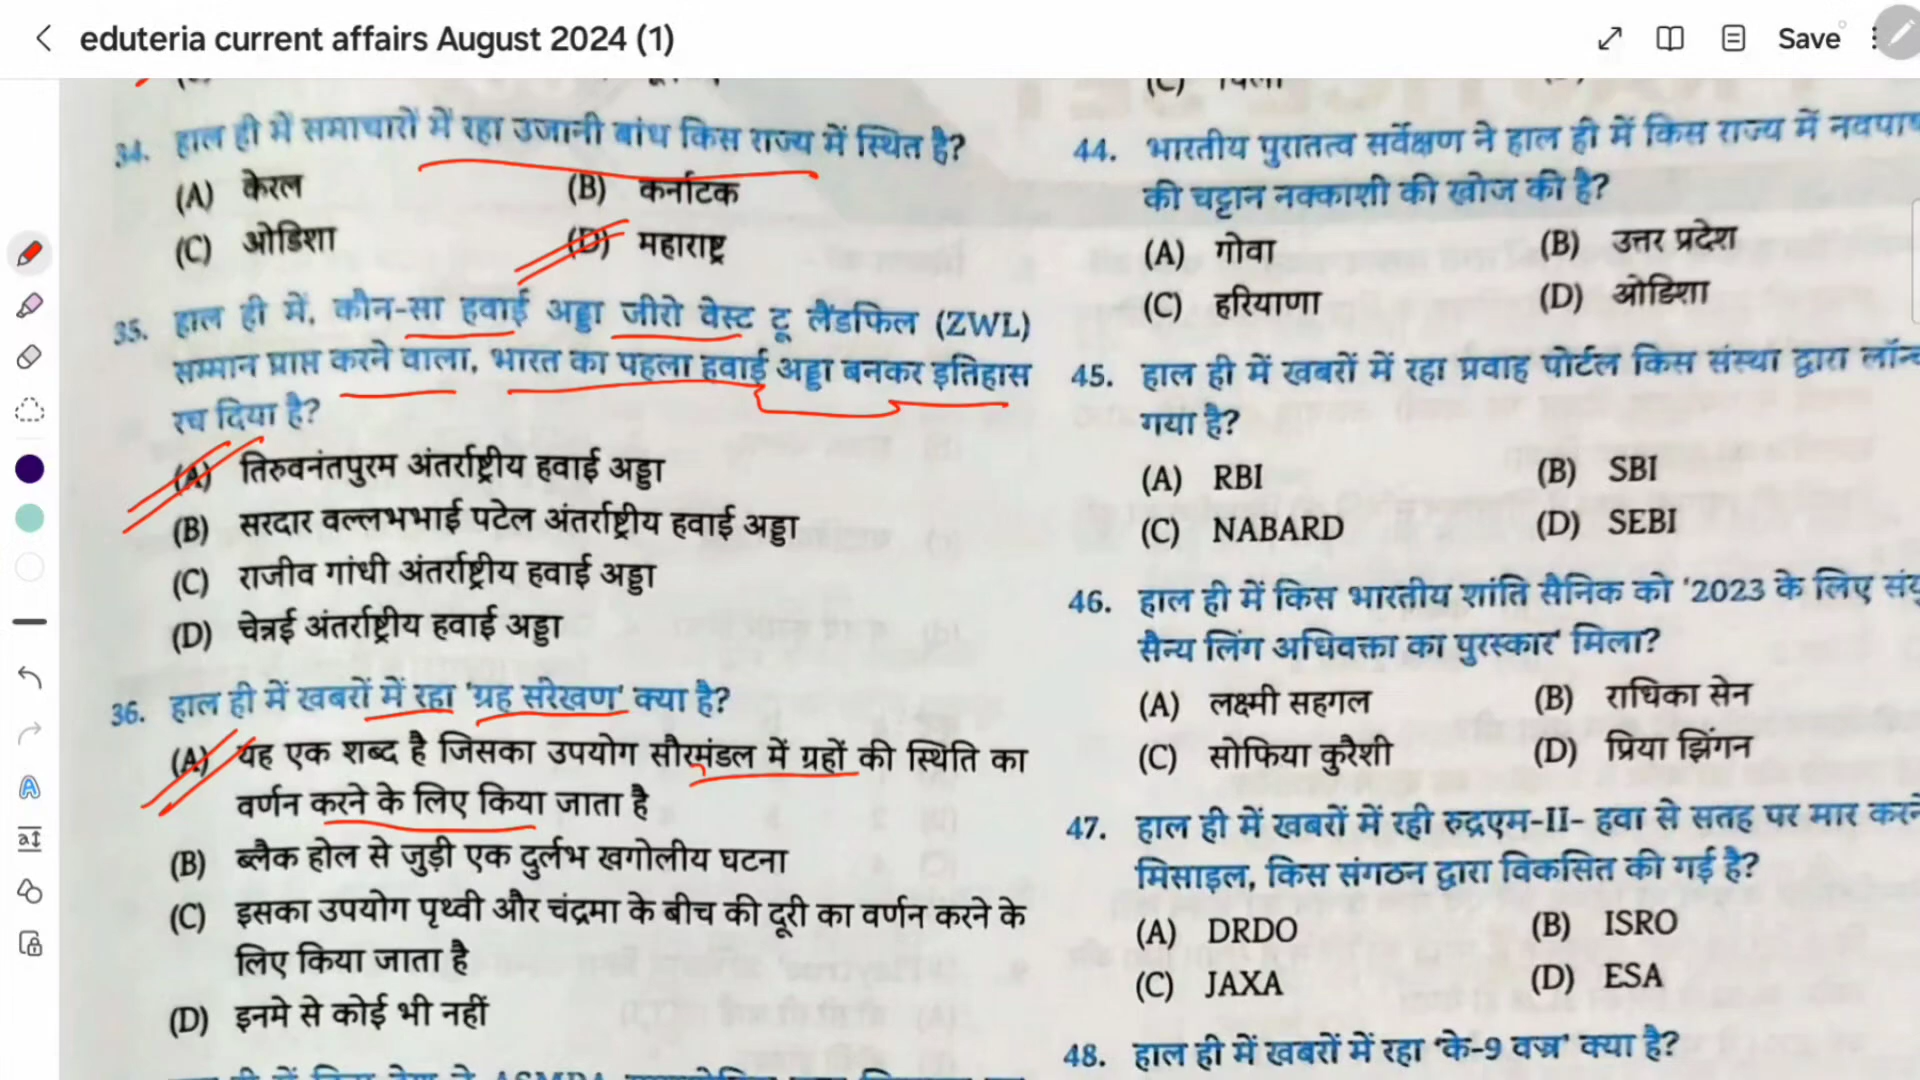 eduteria current affairs August 2024 (1)
Save
34. हाल ही में समाचारों में रहा उजानी बांध किस राज्य में स्थित है?
(A) केरल
(B) कर्नाटक
(C) ओडिशा
(D) महाराष्ट्र
35. हाल ही में, कौन-सा हवाई अड्डा जीरो वेस्ट टू लैंडफिल (ZWL)
सम्मान प्राप्त करने वाला, भारत का पहला हवाई अड्डा बनकर इतिहास
रच दिया है?
(A) तिरुवनंतपुरम अंतर्राष्ट्रीय हवाई अड्डा
(B) सरदार वल्लभभाई पटेल अंतर्राष्ट्रीय हवाई अड्डा
(C) राजीव गांधी अंतर्राष्ट्रीय हवाई अड्डा
(D) चेन्नई अंतर्राष्ट्रीय हवाई अड्डा
36. हाल ही में खबरों में रहा 'ग्रह संरेखण' क्या है?
(A) यह एक शब्द है जिसका उपयोग सौरमंडल में ग्रहों की स्थिति का
वर्णन करने के लिए किया जाता है
(B) ब्लैक होल से जुड़ी एक दुर्लभ खगोलीय घटना
(C) इसका उपयोग पृथ्वी और चंद्रमा के बीच की दूरी का वर्णन करने के
लिए किया जाता है
(D) इनमे से कोई भी नहीं
44. भारतीय पुरातत्व सर्वेक्षण ने हाल ही में किस राज्य में
की चट्टान नक्काशी की खोज की है?
(A) गोवा
(B) उत्तर प्रदेश
(C) हरियाणा
(D) ओडिशा
45. हाल ही में खबरों में रहा प्रवाह पोर्टल किस संस्था द्वारा
गया है?
(A) RBI
(B) SBI
(C) NABARD
(D) SEBI
46. हाल ही में किस भारतीय शांति सैनिक को '2023 के लिए
सैन्य लिंग अधिवक्ता का पुरस्कार' मिला?
(A) लक्ष्मी सहगल
(B) राधिका सेन
(C) सोफिया कुरैशी
(D) प्रिया झिंगन
47. हाल ही में खबरों में रही रुद्रएम-II- हवा से सतह पर मार करने
मिसाइल, किस संगठन द्वारा विकसित की गई है?
(A) DRDO
(B) ISRO
(C) JAXA
(D) ESA
48. हाल ही में खबरों में रहा 'के-9 वज्र' क्या है?